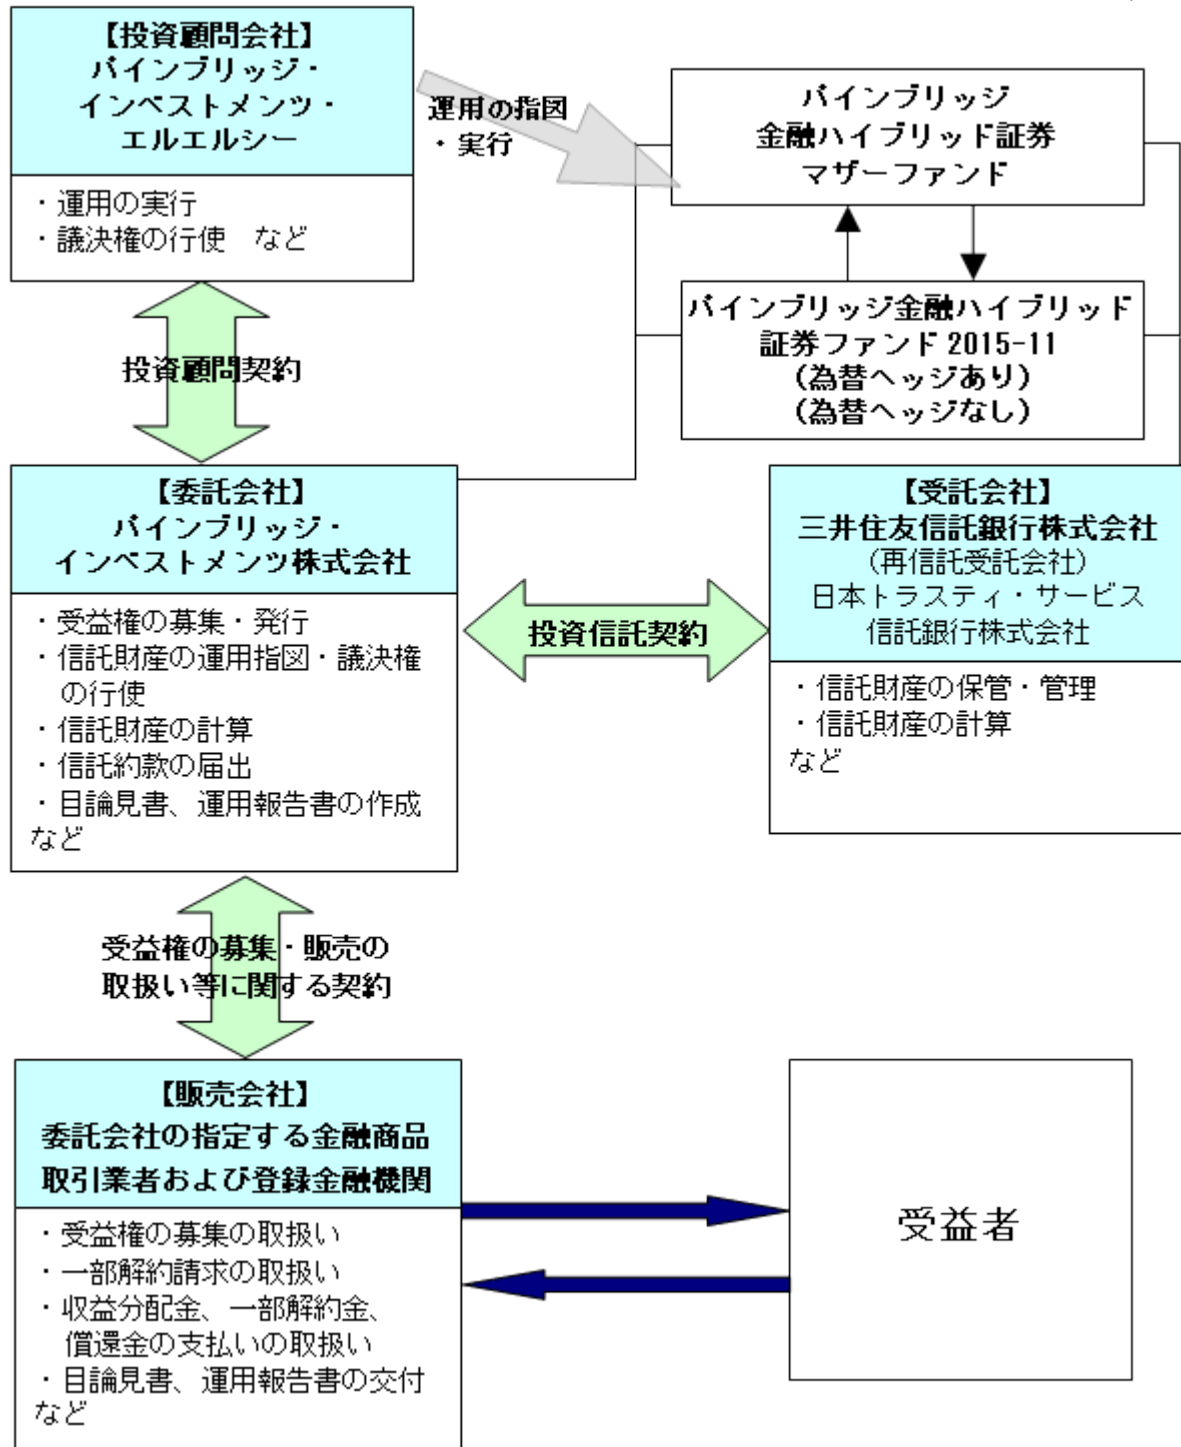 【投資顧問会社】
パインブリッジ・
インベストメンツ・
エルエルシー
・運用の実行
・議決権の行使　など
運用の指図
・実行
パインブリッジ
金融ハイブリッド証券
マザーファンド
パインブリッジ金融ハイブリッド
証券ファンド2015-11
（為替ヘッジあり）
（為替ヘッジなし）
投資顧問契約
【委託会社】
パインブリッジ・
インベストメンツ株式会社
・受益権の募集・発行
・信託財産の運用指図・議決権
の行使
・信託財産の計算
・信託約款の届出
・目論見書、運用報告書の作成
など
投資信託契約
【受託会社】
三井住友信託銀行株式会社
（再信託受託会社）
日本トラスティ・サービス
信託銀行株式会社
・信託財産の保管・管理
・信託財産の計算
など
受益権の募集・販売の
取扱い等に関する契約
【販売会社】
委託会社の指定する金融商品
取引業者および登録金融機関
・受益権の募集の取扱い
・一部解約請求の取扱い
・収益分配金、一部解約金、
償還金の支払いの取扱い
・目論見書、運用報告書の交付
など
受益者